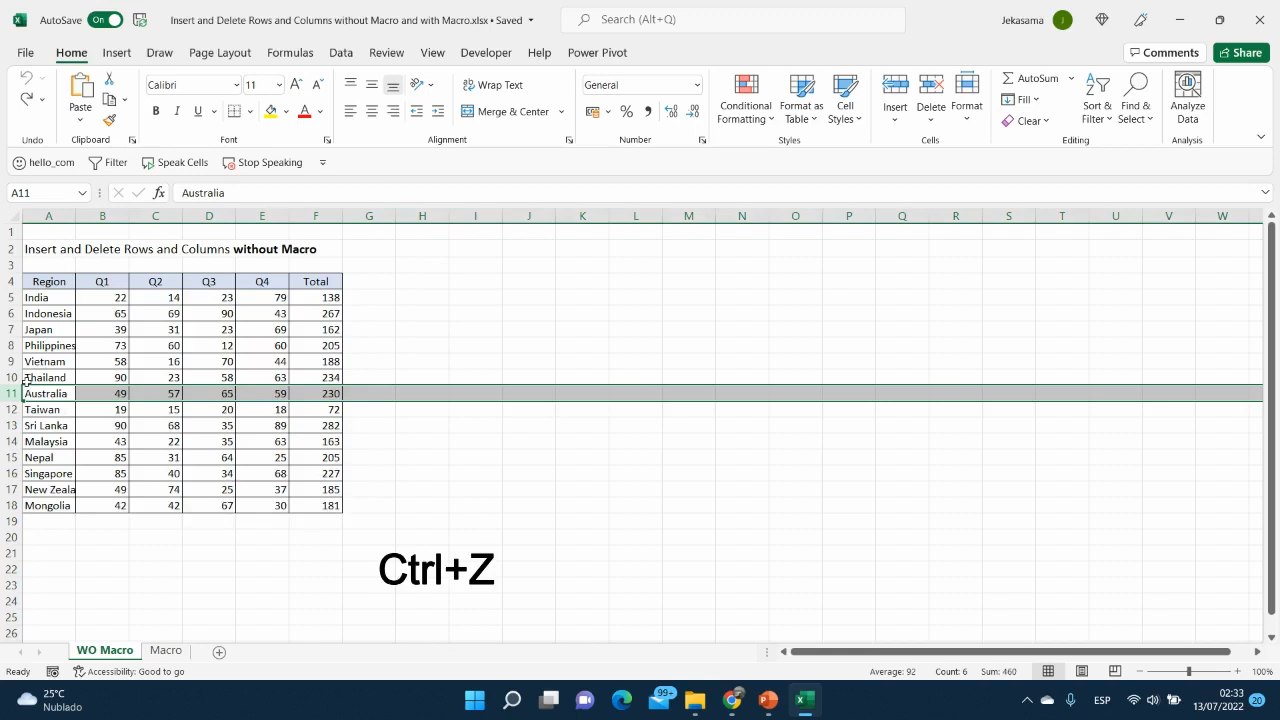 AutoSave On Insert and Delete Rows and Columns without Macro and with Macro.xlsx • Saved Search (Alt+Q) Jekasama J
File Home Insert Draw Page Layout Formulas Data Review View Developer Help Power Pivot Comments Share
Paste Calibri 11 Wrap Text General Conditional Formatting Format as Table Cell Styles Insert Delete Format AutoSum Sort & Filter Find & Select Analyze Data
B I U A Merge & Center % Fill Clear
Undo Clipboard Font Alignment Number Styles Cells Editing Analysis
hello_com Filter Speak Cells Stop Speaking
A11 fx Australia
A B C D E F G H I J K L M N O P Q R S T U V W
1
2 Insert and Delete Rows and Columns without Macro
3
4 Region Q1 Q2 Q3 Q4 Total
5 India 22 14 23 79 138
6 Indonesia 65 69 90 43 267
7 Japan 39 31 23 69 162
8 Philippines 73 60 12 60 205
9 Vietnam 58 16 70 44 188
10 Thailand 90 23 58 63 234
11 Australia 49 57 65 59 230
12 Taiwan 19 15 20 18 72
13 Sri Lanka 90 68 35 89 282
14 Malaysia 43 22 35 63 163
15 Nepal 85 31 64 25 205
16 Singapore 85 40 34 68 227
17 New Zeala 49 74 25 37 185
18 Mongolia 42 42 67 30 181
19
20
21
22
23
24
25
26
Ctrl+Z
WO Macro Macro
Ready Accessibility: Good to go Average: 92 Count: 6 Sum: 460 100%
25°C
Nublado
99+
ESP
02:33
13/07/2022
20